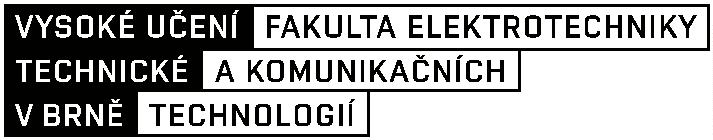 VYSOKÉ UČENÍ FAKULTA ELEKTROTECHNIKY
TECHNICKÉ A KOMUNIKAČNÍCH
V BRNĚ TECHNOLOGIÍ